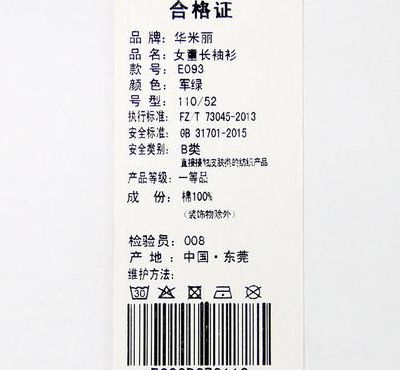 合格证
品 牌：华米丽
品 名：女童长袖衫
款 号：E093
颜 色：军绿
号 型：110/52
执行标准：FZ/T 73045-2013
安全标准：GB 31701-2015
安全类别：B类
直接接触皮肤类的纺织产品
产品等级：一等品
成 份：棉100%
（装饰物除外）
检验员：008
产 地：中国·东莞
维护方法：
30